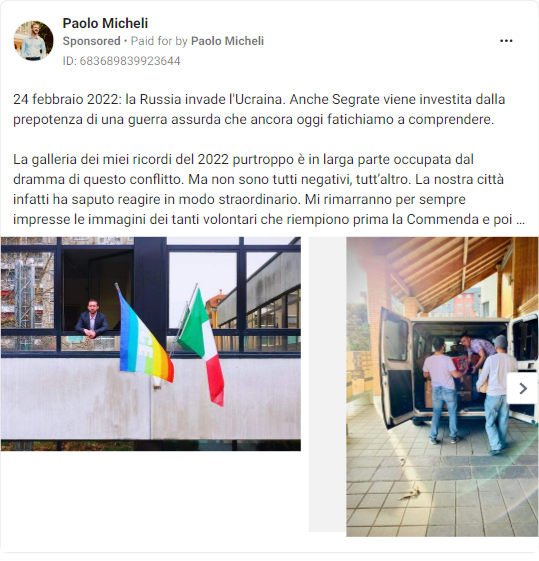 Paolo Micheli
Sponsored • Paid for by Paolo Micheli
ID: 683689839923644
24 febbraio 2022: la Russia invade l'Ucraina. Anche Segrate viene investita dalla
prepotenza di una guerra assurda che ancora oggi fatichiamo a comprendere.
La galleria dei miei ricordi del 2022 purtroppo è in larga parte occupata dal
dramma di questo conflitto. Ma non sono tutti negativi, tutt’altro. La nostra città
infatti ha saputo reagire in modo straordinario. Mi rimarranno per sempre
impresse le immagini dei tanti volontari che riempiono prima la Commenda e poi ...